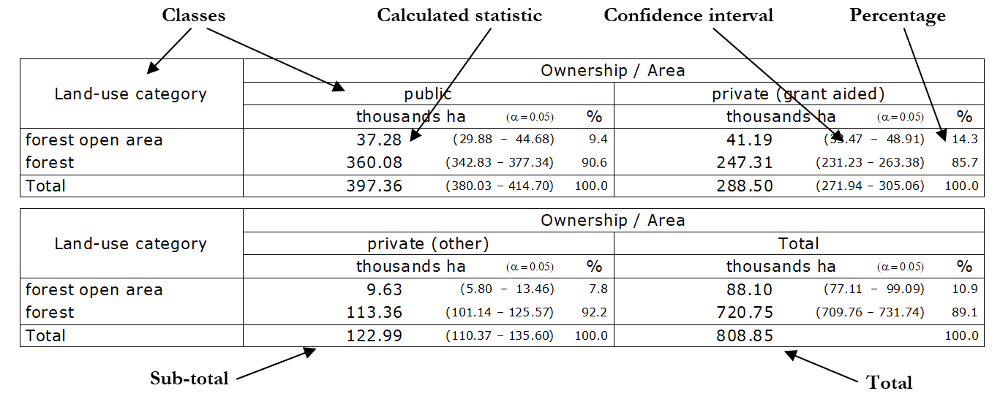 Classes Calculated statistic Confidence interval Percentage
Ownership / Area
Land-use category public private (grant aided)
thousands ha (α=0.05) % thousands ha (α=0.05) %
forest open area 37.28 (29.88 – 44.68) 9.4 41.19 (33.47 – 48.91) 14.3
forest 360.08 (342.83 – 377.34) 90.6 247.31 (231.23 – 263.38) 85.7
Total 397.36 (380.03 – 414.70) 100.0 288.50 (271.94 – 305.06) 100.0
Ownership / Area
Land-use category private (other) Total
thousands ha (α=0.05) % thousands ha (α=0.05) %
forest open area 9.63 (5.80 – 13.46) 7.8 88.10 (77.11 – 99.09) 10.9
forest 113.36 (101.14 – 125.57) 92.2 720.75 (709.76 – 731.74) 89.1
Total 122.99 (110.37 – 135.60) 100.0 808.85 100.0
Sub-total Total